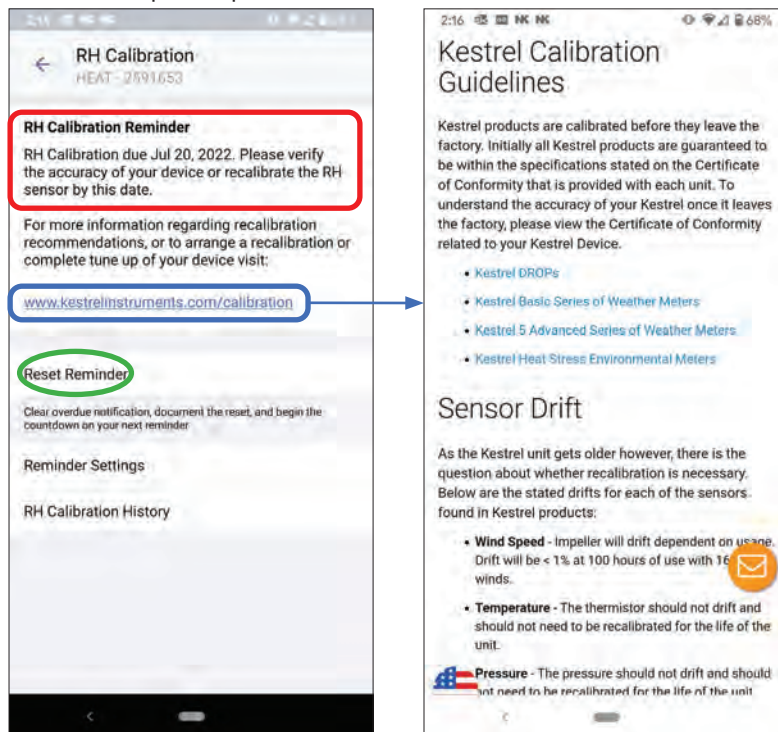 RH Calibration
HEAT - 2591653
RH Calibration Reminder
RH Calibration due Jul 20, 2022. Please verify
the accuracy of your device or recalibrate the RH
sensor by this date.
For more information regarding recalibration
recommendations, or to arrange a recalibration or
complete tune up of your device visit:
www.kestrelinstruments.com/calibration
Reset Reminder
Clear overdue notification, document the reset, and begin the
countdown on your next reminder
Reminder Settings
RH Calibration History
2:16 NK NK 68%
Kestrel Calibration
Guidelines
Kestrel products are calibrated before they leave the
factory. Initially all Kestrel products are guaranteed to
be within the specifications stated on the Certificate
of Conformity that is provided with each unit. To
understand the accuracy of your Kestrel once it leaves
the factory, please view the Certificate of Conformity
related to your Kestrel Device.
• Kestrel DROPs
• Kestrel Basic Series of Weather Meters
• Kestrel 5 Advanced Series of Weather Meters
• Kestrel Heat Stress Environmental Meters
Sensor Drift
As the Kestrel unit gets older however, there is the
question about whether recalibration is necessary.
Below are the stated drifts for each of the sensors
found in Kestrel products:
• Wind Speed - Impeller will drift dependent on usage.
Drift will be < 1% at 100 hours of use with 16
winds.
• Temperature - The thermistor should not drift and
should not need to be recalibrated for the life of the
unit.
Pressure - The pressure should not drift and should
not need to be recalibrated for the life of the unit